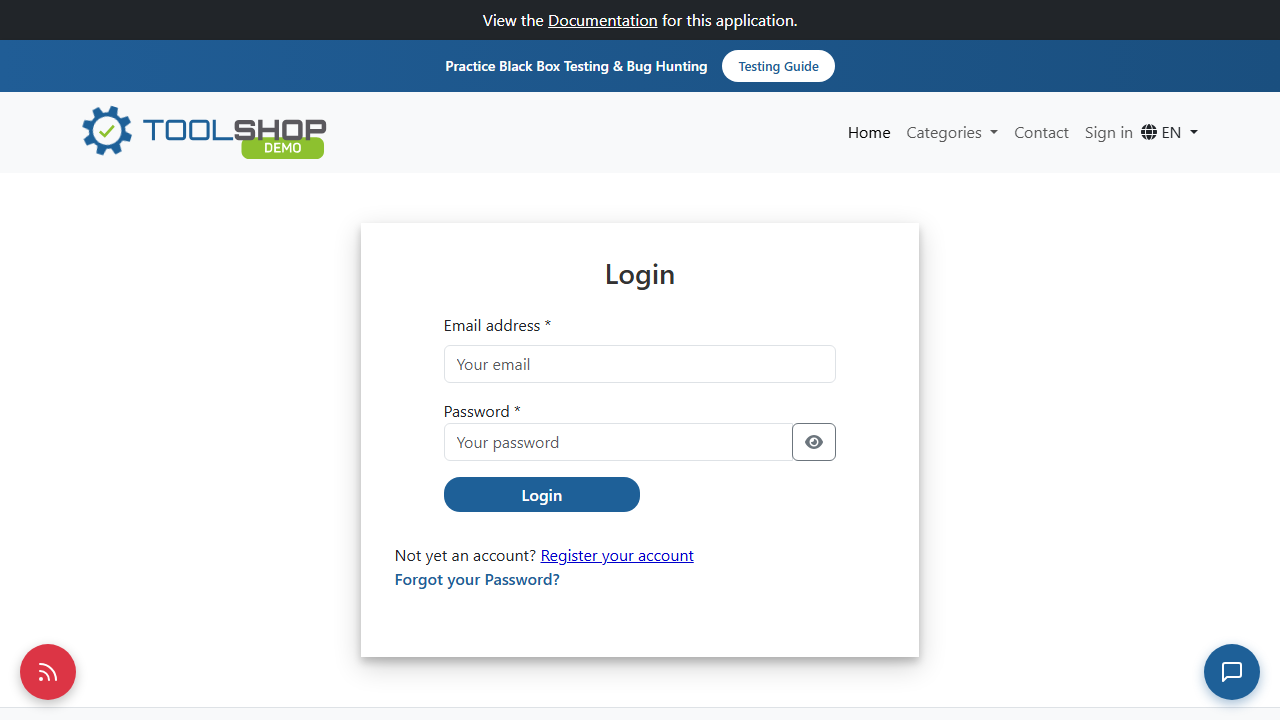 View the Documentation for this application.
Practice Black Box Testing & Bug Hunting Testing Guide
TOOLSHOP
DEMO
Home Categories Contact Sign in EN
Login
Email address *
Your email
Password *
Your password
Login
Not yet an account? Register your account
Forgot your Password?